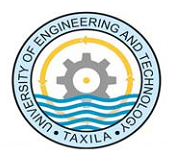 UNIVERSITY OF ENGINEERING AND TECHNOLOGY
• TAXILA •